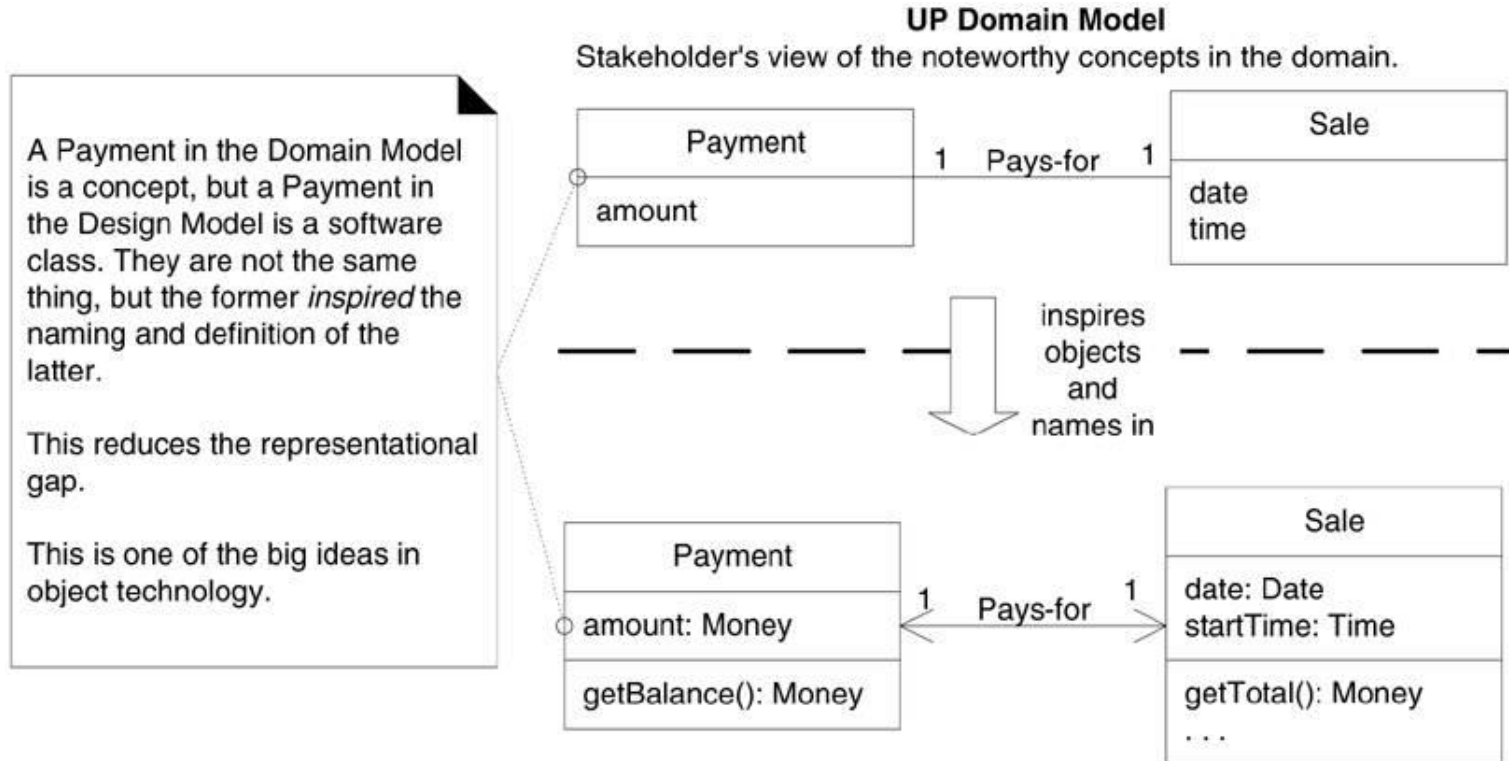 UP Domain Model
Stakeholder's view of the noteworthy concepts in the domain.
A Payment in the Domain Model
is a concept, but a Payment in
the Design Model is a software
class. They are not the same
thing, but the former inspired the
naming and definition of the
latter.
This reduces the representational
gap.
This is one of the big ideas in
object technology.
Payment
amount
1 Pays-for 1
Sale
date
time
inspires
objects
and
names in
Payment
amount: Money
getBalance(): Money
1 Pays-for 1
Sale
date: Date
startTime: Time
getTotal(): Money
. . .